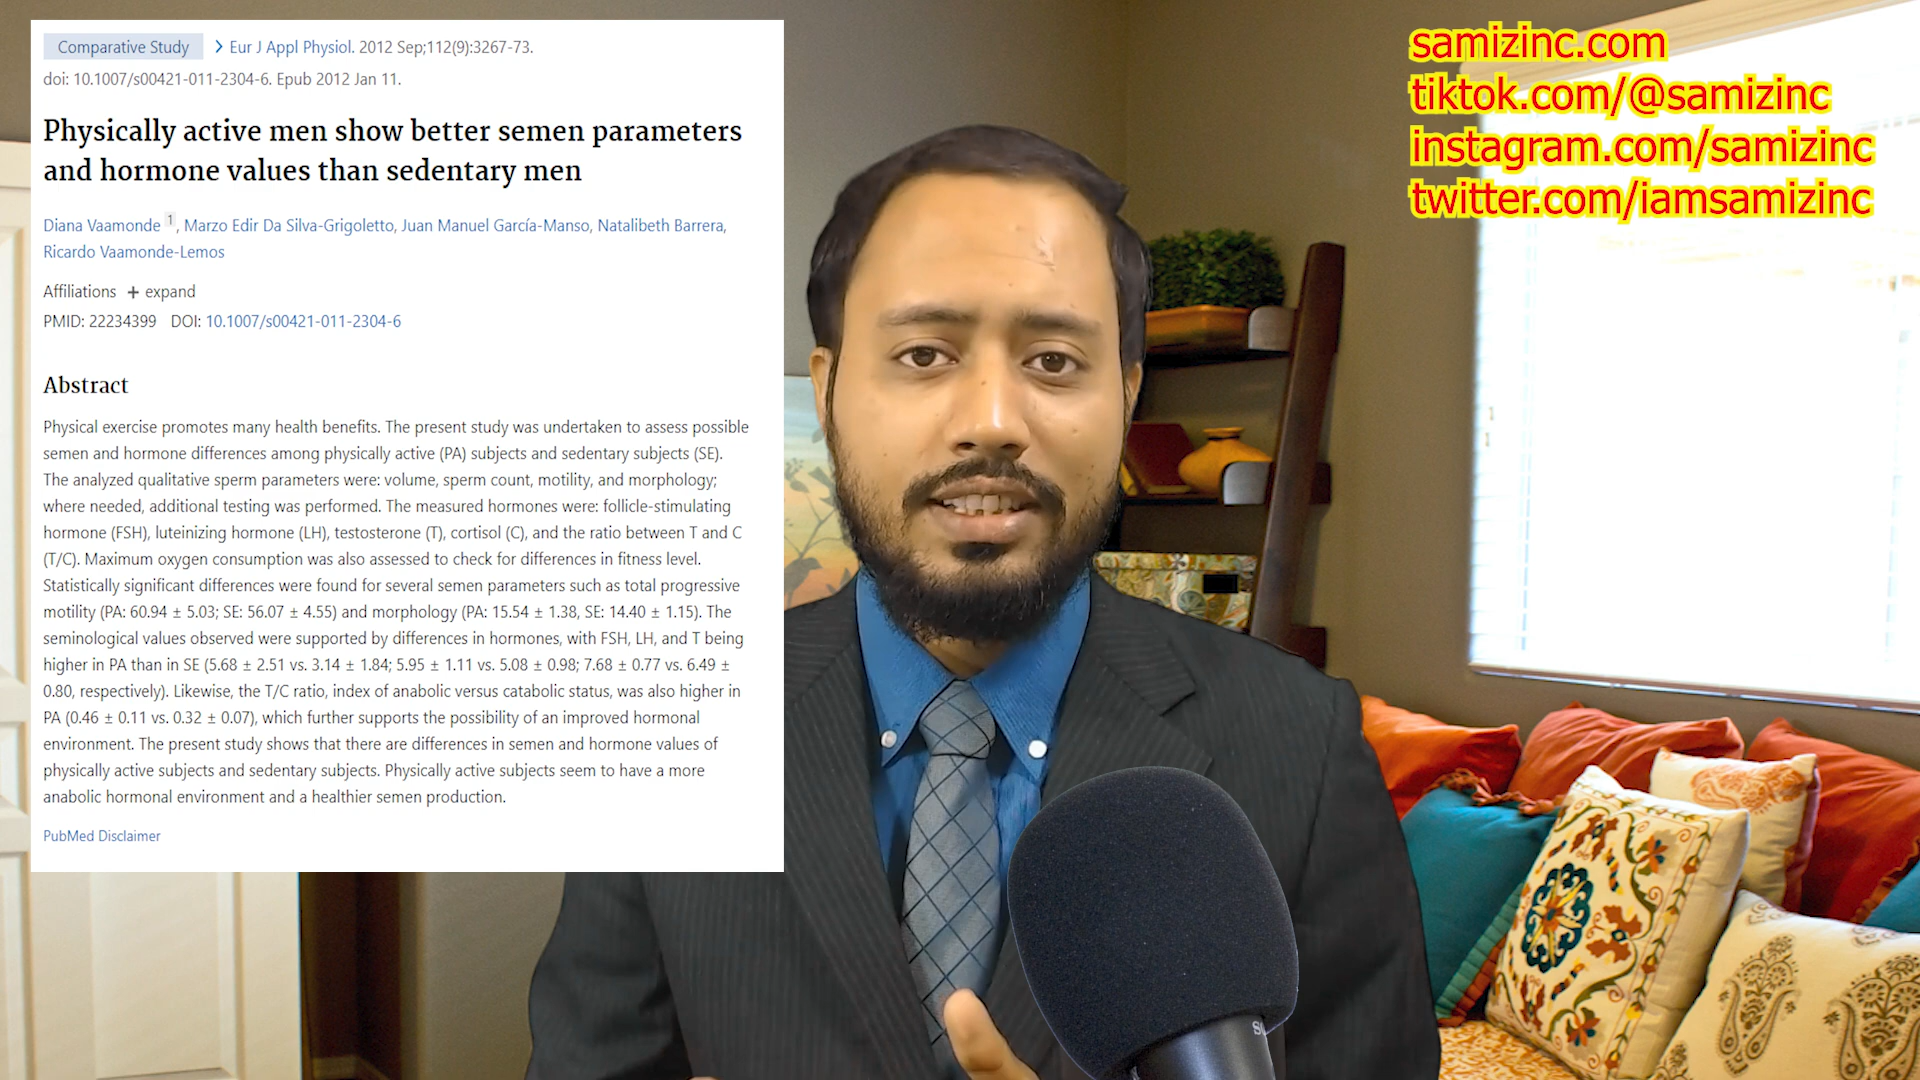 Comparative Study > Eur J Appl Physiol. 2012 Sep;112(9):3267-73.
doi: 10.1007/s00421-011-2304-6. Epub 2012 Jan 11.
Physically active men show better semen parameters
and hormone values than sedentary men
Diana Vaamonde 1, Marzo Edir Da Silva-Grigoletto, Juan Manuel García-Manso, Natalibeth Barrera,
Ricardo Vaamonde-Lemos
Affiliations + expand
PMID: 22234399 DOI: 10.1007/s00421-011-2304-6
Abstract
Physical exercise promotes many health benefits. The present study was undertaken to assess possible
semen and hormone differences among physically active (PA) subjects and sedentary subjects (SE).
The analyzed qualitative sperm parameters were: volume, sperm count, motility, and morphology;
where needed, additional testing was performed. The measured hormones were: follicle-stimulating
hormone (FSH), luteinizing hormone (LH), testosterone (T), cortisol (C), and the ratio between T and C
(T/C). Maximum oxygen consumption was also assessed to check for differences in fitness level.
Statistically significant differences were found for several semen parameters such as total progressive
motility (PA: 60.94 ± 5.03; SE: 56.07 ± 4.55) and morphology (PA: 15.54 ± 1.38, SE: 14.40 ± 1.15). The
seminological values observed were supported by differences in hormones, with FSH, LH, and T being
higher in PA than in SE (5.68 ± 2.51 vs. 3.14 ± 1.84; 5.95 ± 1.11 vs. 5.08 ± 0.98; 7.68 ± 0.77 vs. 6.49 ±
0.80, respectively). Likewise, the T/C ratio, index of anabolic versus catabolic status, was also higher in
PA (0.46 ± 0.11 vs. 0.32 ± 0.07), which further supports the possibility of an improved hormonal
environment. The present study shows that there are differences in semen and hormone values of
physically active subjects and sedentary subjects. Physically active subjects seem to have a more
anabolic hormonal environment and a healthier semen production.
PubMed Disclaimer
samizinc.com
tiktok.com/@samizinc
instagram.com/samizinc
twitter.com/iamsamizinc